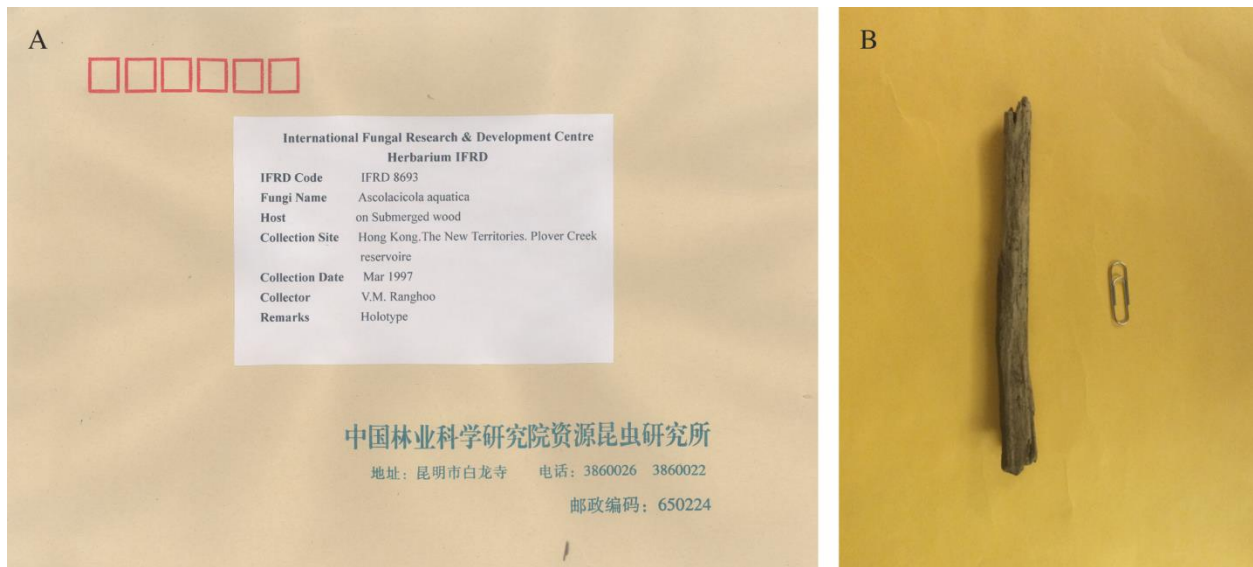 A
International Fungal Research & Development Centre
Herbarium IFRD
IFRD Code IFRD 8693
Fungi Name Ascolacicola aquatica
Host on Submerged wood
Collection Site Hong Kong.The New Territories. Plover Creek
reservoire
Collection Date Mar 1997
Collector V.M. Ranghoo
Remarks Holotype
中国林业科学研究院资源昆虫研究所
地址：昆明市白龙寺 电话：3860026 3860022
邮政编码：650224
B